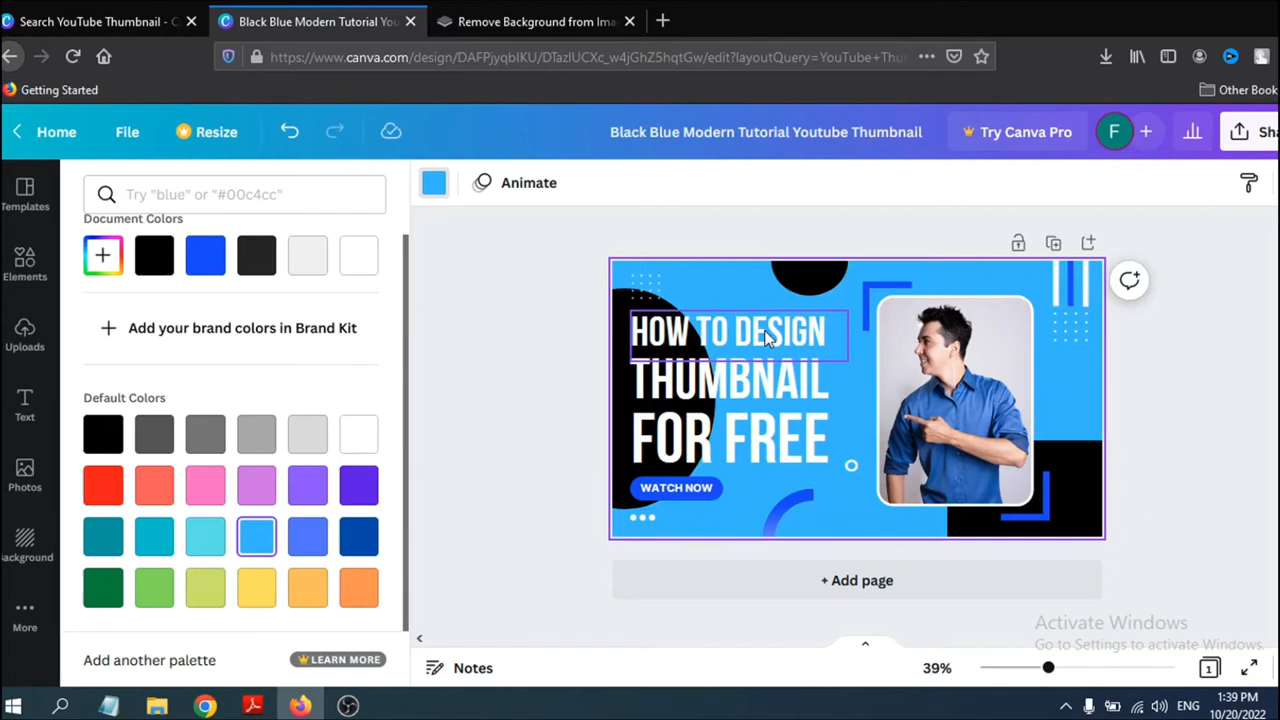 Search YouTube Thumbnail - C
Black Blue Modern Tutorial You
Remove Background from Ima
https://www.canva.com/design/DAFPjyqbIKU/DTazlUCXc_w4jGhZ5hqtGw/edit?layoutQuery=YouTube+Thu
Getting Started
Other Book
Home
File
Resize
Black Blue Modern Tutorial Youtube Thumbnail
Try Canva Pro
F
Sha
Templates
Elements
Uploads
Text
Photos
Background
More
Try "blue" or "#00c4cc"
Document Colors
Add your brand colors in Brand Kit
Default Colors
Add another palette
LEARN MORE
Animate
HOW TO DESIGN
THUMBNAIL
FOR FREE
WATCH NOW
+ Add page
Activate Windows
Go to Settings to activate Windows.
Notes
39%
1
ENG
1:39 PM
10/20/2022